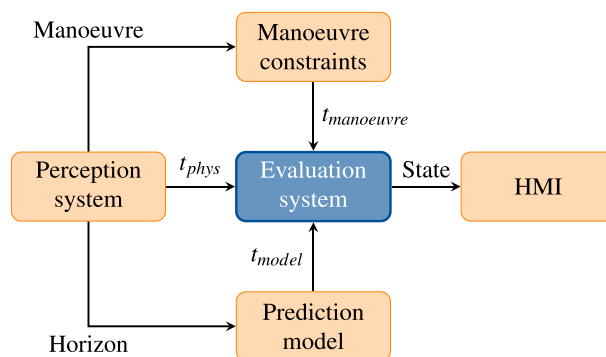 Manoeuvre
Manoeuvre
constraints
t_manoeuvre
Perception
system
t_phys
Evaluation
system
State
HMI
t_model
Horizon
Prediction
model